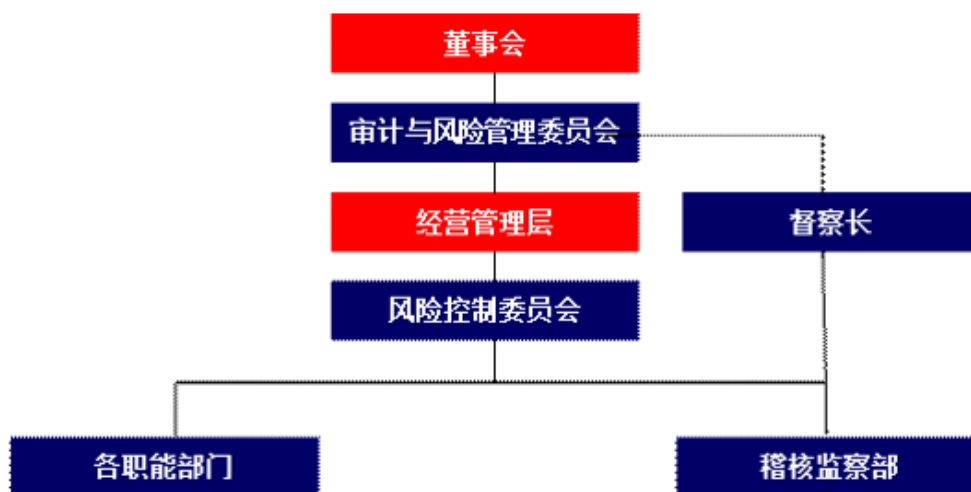 董事会
审计与风险管理委员会
经营管理层
督察长
风险控制委员会
各职能部门
稽核监察部